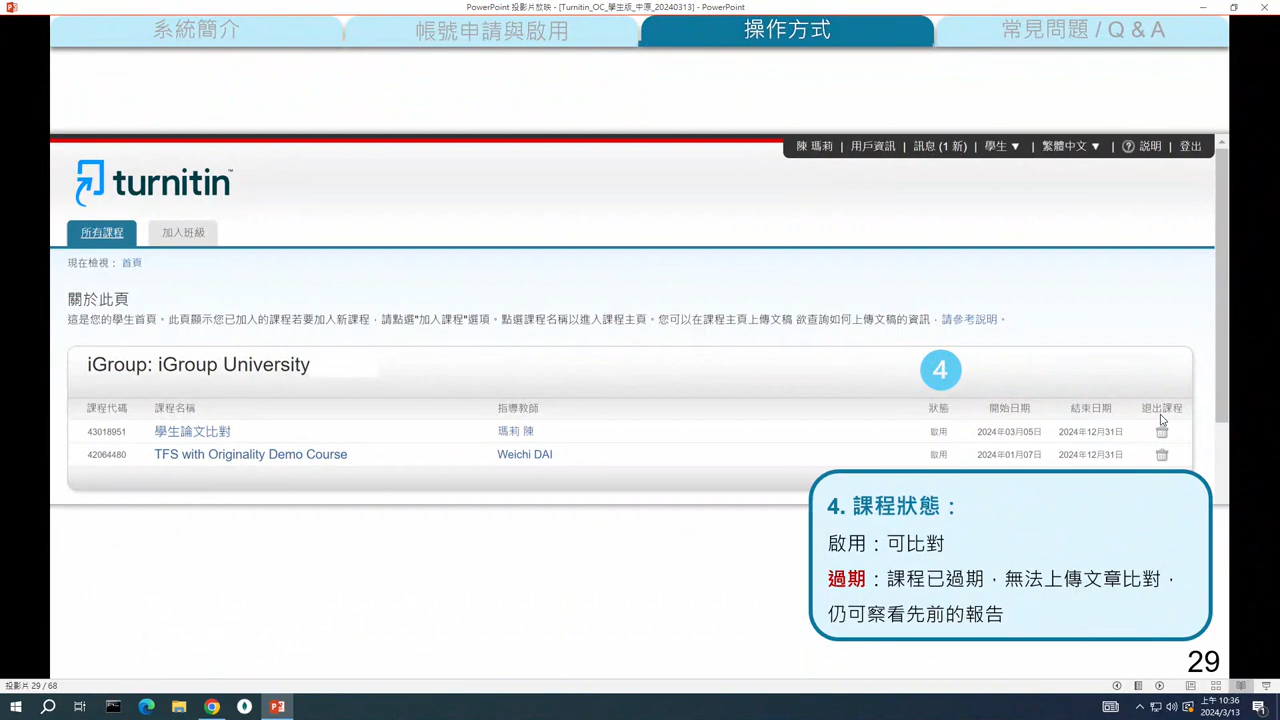 PowerPoint 投影片放映 - [Turnitin_OC_學生版_中原_20240313] - PowerPoint
系統簡介
帳號申請與啟用
操作方式
常見問題 / Q & A
陳 瑪莉 | 用戶資訊 | 訊息 (1 新) | 學生 ▼ | 繁體中文 ▼ | ? 說明 | 登出
turnitin™
所有課程 加入班級
現在檢視： 首頁
關於此頁
這是您的學生首頁。此頁顯示您已加入的課程若要加入新課程，請點選"加入課程"選項。點選課程名稱以進入課程主頁。您可以在課程主頁上傳文稿 欲查詢如何上傳文稿的資訊，請參考說明。
iGroup: iGroup University
4
課程代碼 課程名稱 指導教師 狀態 開始日期 結束日期 退出課程
43018951 學生論文比對 瑪莉 陳 啟用 2024年03月05日 2024年12月31日
42064480 TFS with Originality Demo Course Weichi DAI 啟用 2024年01月07日 2024年12月31日
4. 課程狀態：
啟用：可比對
過期：課程已過期，無法上傳文章比對，
仍可察看先前的報告
29
投影片 29 / 68
上午 10:36
2024/3/13
1